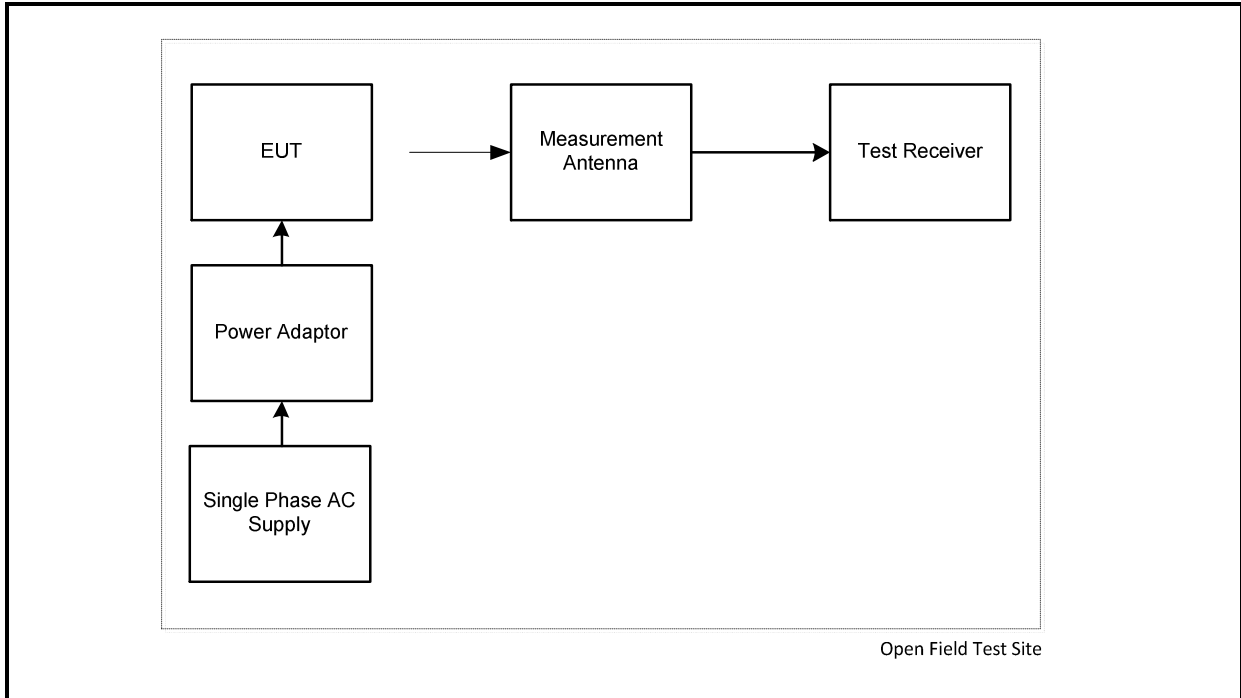 EUT
Measurement
Antenna
Test Receiver
Power Adaptor
Single Phase AC
Supply
Open Field Test Site